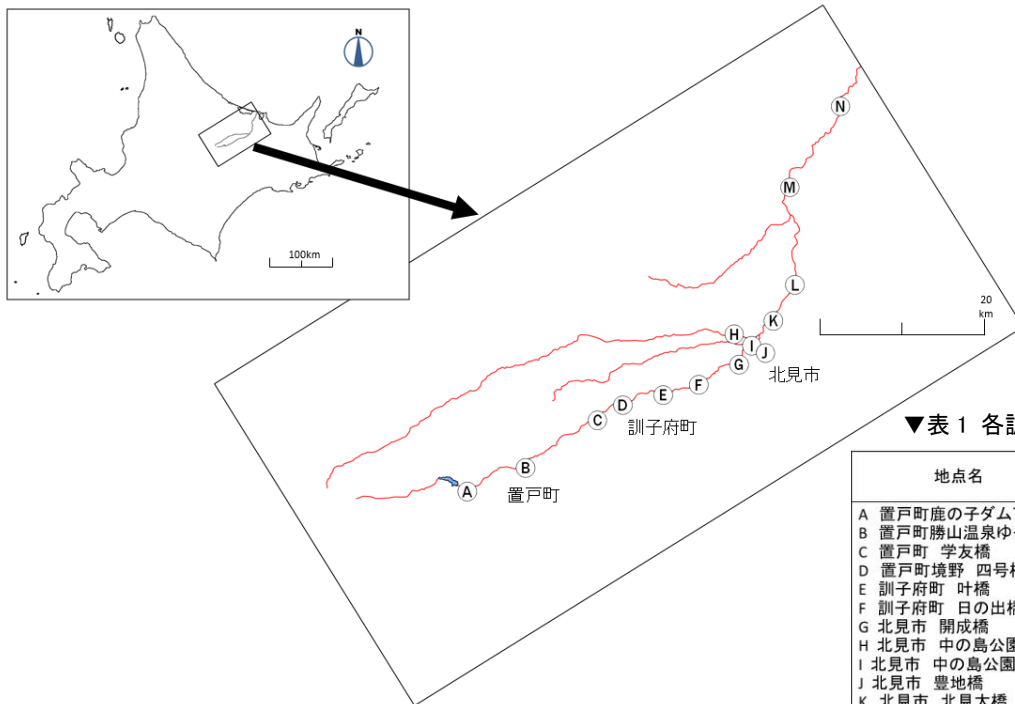 N
100km
N
M
L
K
H
I
J
G
北見市
F
E
D
C
訓子府町
B
A
置戸町
20
km
▼表 1 各
地点名
A 置戸町鹿の子ダム
B 置戸町勝山温泉ゆ
C 置戸町 学友橋
D 置戸町境野 四号
E 訓子府町 叶橋
F 訓子府町 日の出橋
G 北見市 開成橋
H 北見市 中の島公園
I 北見市 中の島公園
J 北見市 豊地橋
K 北見市 北見大橋